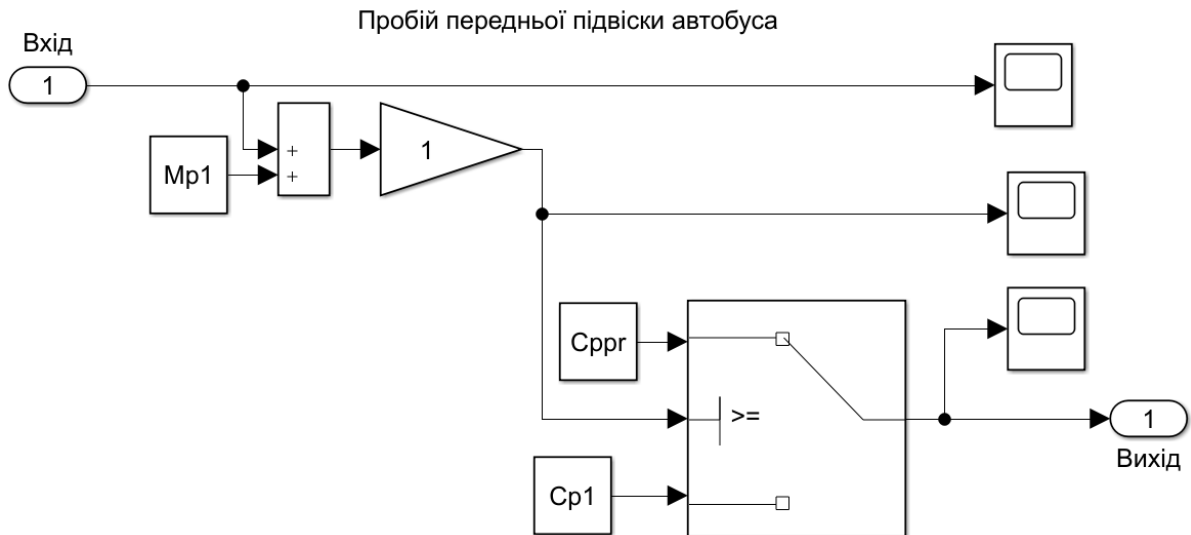 Пробій передньої підвіски автобуса
Вхід
1
+
+
Mp1
1
Cppr
>=
Cp1
1
Вихід